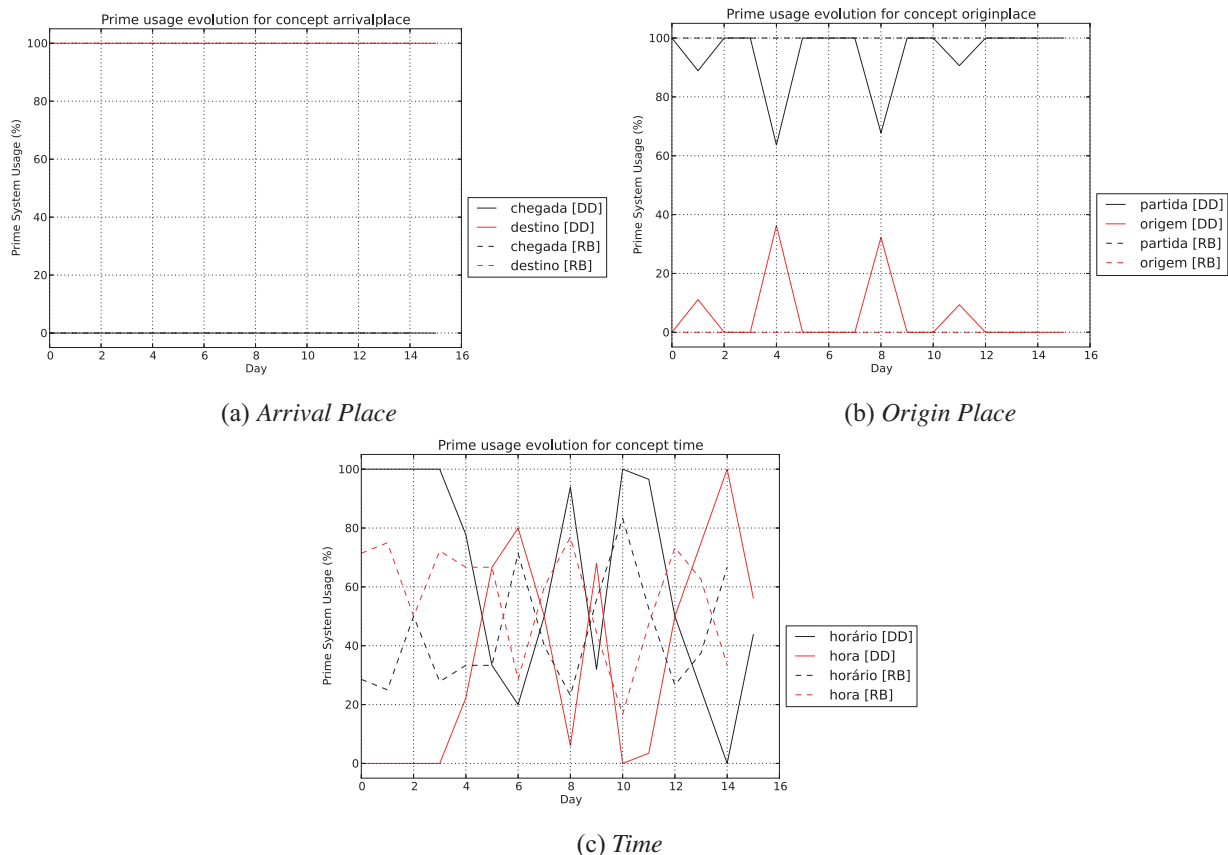 Prime usage evolution for concept arrivalplace
Prime System Usage (%)
100
80
60
40
20
0
0 2 4 6 8 10 12 14 16
Day
chegada [DD]
destino [DD]
chegada [RB]
destino [RB]
(a) Arrival Place
Prime usage evolution for concept originplace
Prime System Usage (%)
100
80
60
40
20
0
0 2 4 6 8 10 12 14 16
Day
partida [DD]
origem [DD]
partida [RB]
origem [RB]
(b) Origin Place
Prime usage evolution for concept time
Prime System Usage (%)
100
80
60
40
20
0
0 2 4 6 8 10 12 14 16
Day
horário [DD]
hora [DD]
horário [RB]
hora [RB]
(c) Time